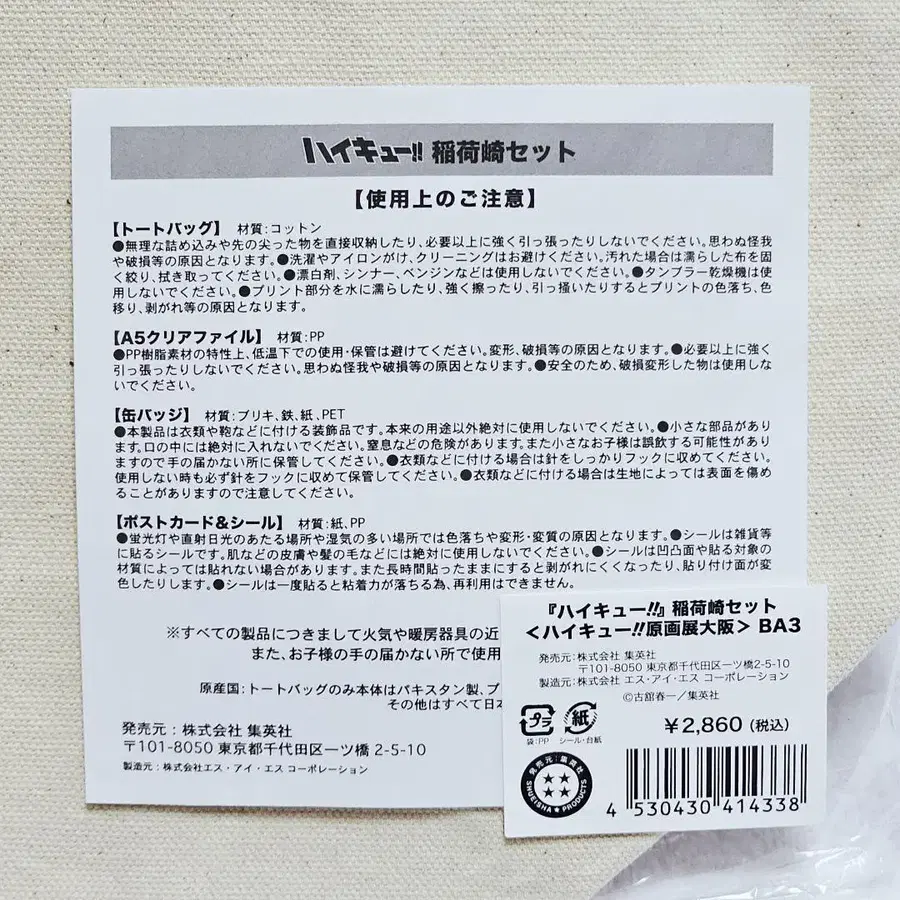 ハイキュー!! 稲荷崎セット
【使用上のご注意】
【トートバッグ】 材質:コットン
●無理な詰め込みや先の尖った物を直接収納したり、必要以上に強く引っ張ったりしないでください。思わぬ怪我
や破損等の原因となります。●洗濯やアイロンがけ、クリーニングはお避けください。汚れた場合は濡らした布を固
く絞り、拭き取ってください。●漂白剤、シンナー、ベンジンなどは使用しないでください。●タンブラー乾燥機は使
用しないでください。●プリント部分を水に濡らしたり、強く擦ったり、引っ掻いたりするとプリントの色落ち、色
移り、剥がれ等の原因となります。
【A5クリアファイル】 材質:PP
●PP樹脂素材の特性上、低温下での使用・保管は避けてください。変形、破損等の原因となります。●必要以上に強く
引っ張ったりしないでください。思わぬ怪我や破損等の原因となります。●安全のため、破損変形した物は使用しな
いでください。
【缶バッジ】 材質:ブリキ、鉄、紙、PET
●本製品は衣類や鞄などに付ける装飾品です。本来の用途以外絶対に使用しないでください。●小さな部品があり
ます。口の中には絶対に入れないでください。窒息などの危険があります。また小さなお子様は誤飲する可能性があり
ますので手の届かない所に保管してください。●衣類などに付ける場合は針をしっかりフックに収めてください。
使用しない時も必ず針をフックに収めて保管してください。●衣類などに付ける場合は生地によっては表面を傷め
ることがありますので注意してください。
【ポストカード&シール】 材質:紙、PP
●蛍光灯や直射日光のあたる場所や湿気の多い場所では色落ちや変形・変質の原因となります。●シールは雑貨等
に貼るシールです。肌などの皮膚や髪の毛などには絶対に使用しないでください。●シールは凹凸面や貼る対象の
材質によっては貼れない場合があります。また長時間貼ったままにすると剥がれにくくなったり、貼り付け面が変
色したりします。●シールは一度貼ると粘着力が落ちる為、再利用はできません。
※すべての製品につきまして火気や暖房器具の近
また、お子様の手の届かない所で使用
原産国:トートバッグのみ本体はパキスタン製、プ
その他はすべて日
発売元:株式会社 集英社
〒101-8050 東京都千代田区一ツ橋 2-5-10
製造元:株式会社エス・アイ・エス コーポレーション
『ハイキュー!!』稲荷崎セット
<ハイキュー!!原画展大阪> BA3
発売元:株式会社 集英社
〒101-8050 東京都千代田区一ツ橋2-5-10
製造元:株式会社 エス・アイ・エス コーポレーション
©古舘春一/集英社
プラ 紙 ¥2,860 (税込)
袋:PP シール・台紙
発売元:集英社
SHUEISHA PRODUCTS
4 530430 414338